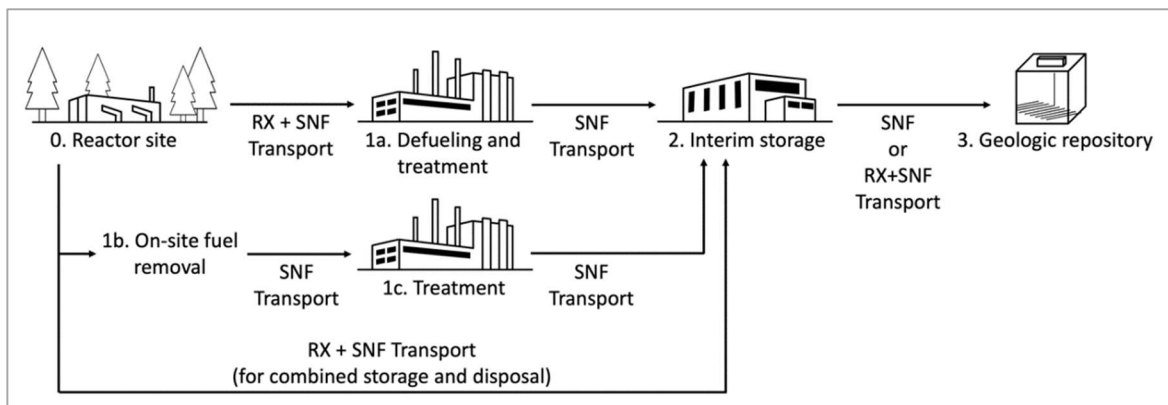 0. Reactor site
RX + SNF
Transport
1a. Defueling and
treatment
SNF
Transport
2. Interim storage
SNF
or
RX+SNF
Transport
3. Geologic repository
1b. On-site fuel
removal
SNF
Transport
1c. Treatment
SNF
Transport
RX + SNF Transport
(for combined storage and disposal)